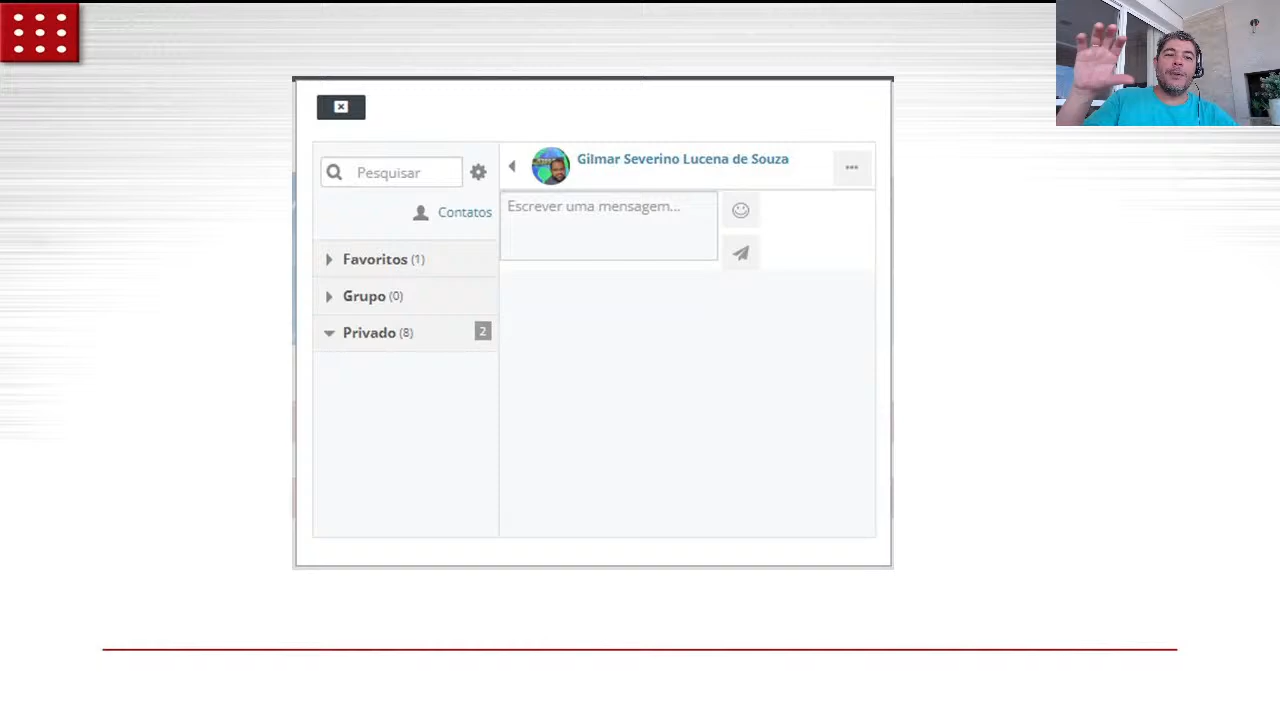 Pesquisar
Contatos
Favoritos (1)
Grupo (0)
Privado (8) 2
Gilmar Severino Lucena de Souza
Escrever uma mensagem...